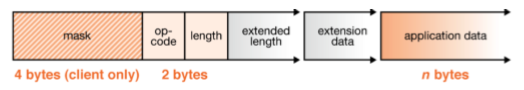 mask
op-
code
length
extended
length
extension
data
application data
4 bytes (client only)
2 bytes
n bytes